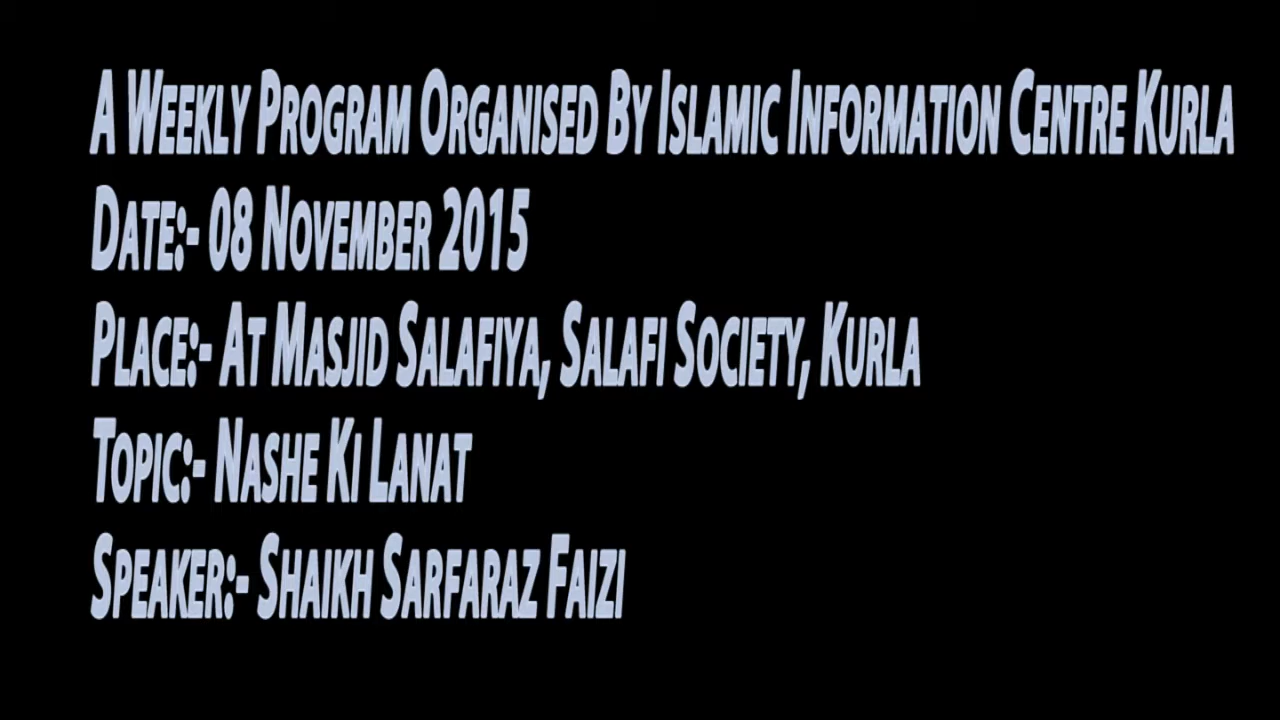 A Weekly Program Organised By Islamic Information Centre Kurla
Date:- 08 November 2015
Place:- At Masjid Salafiya, Salafi Society, Kurla
Topic:- Nashe Ki Lanat
Speaker:- Shaikh Sarfaraz Faizi